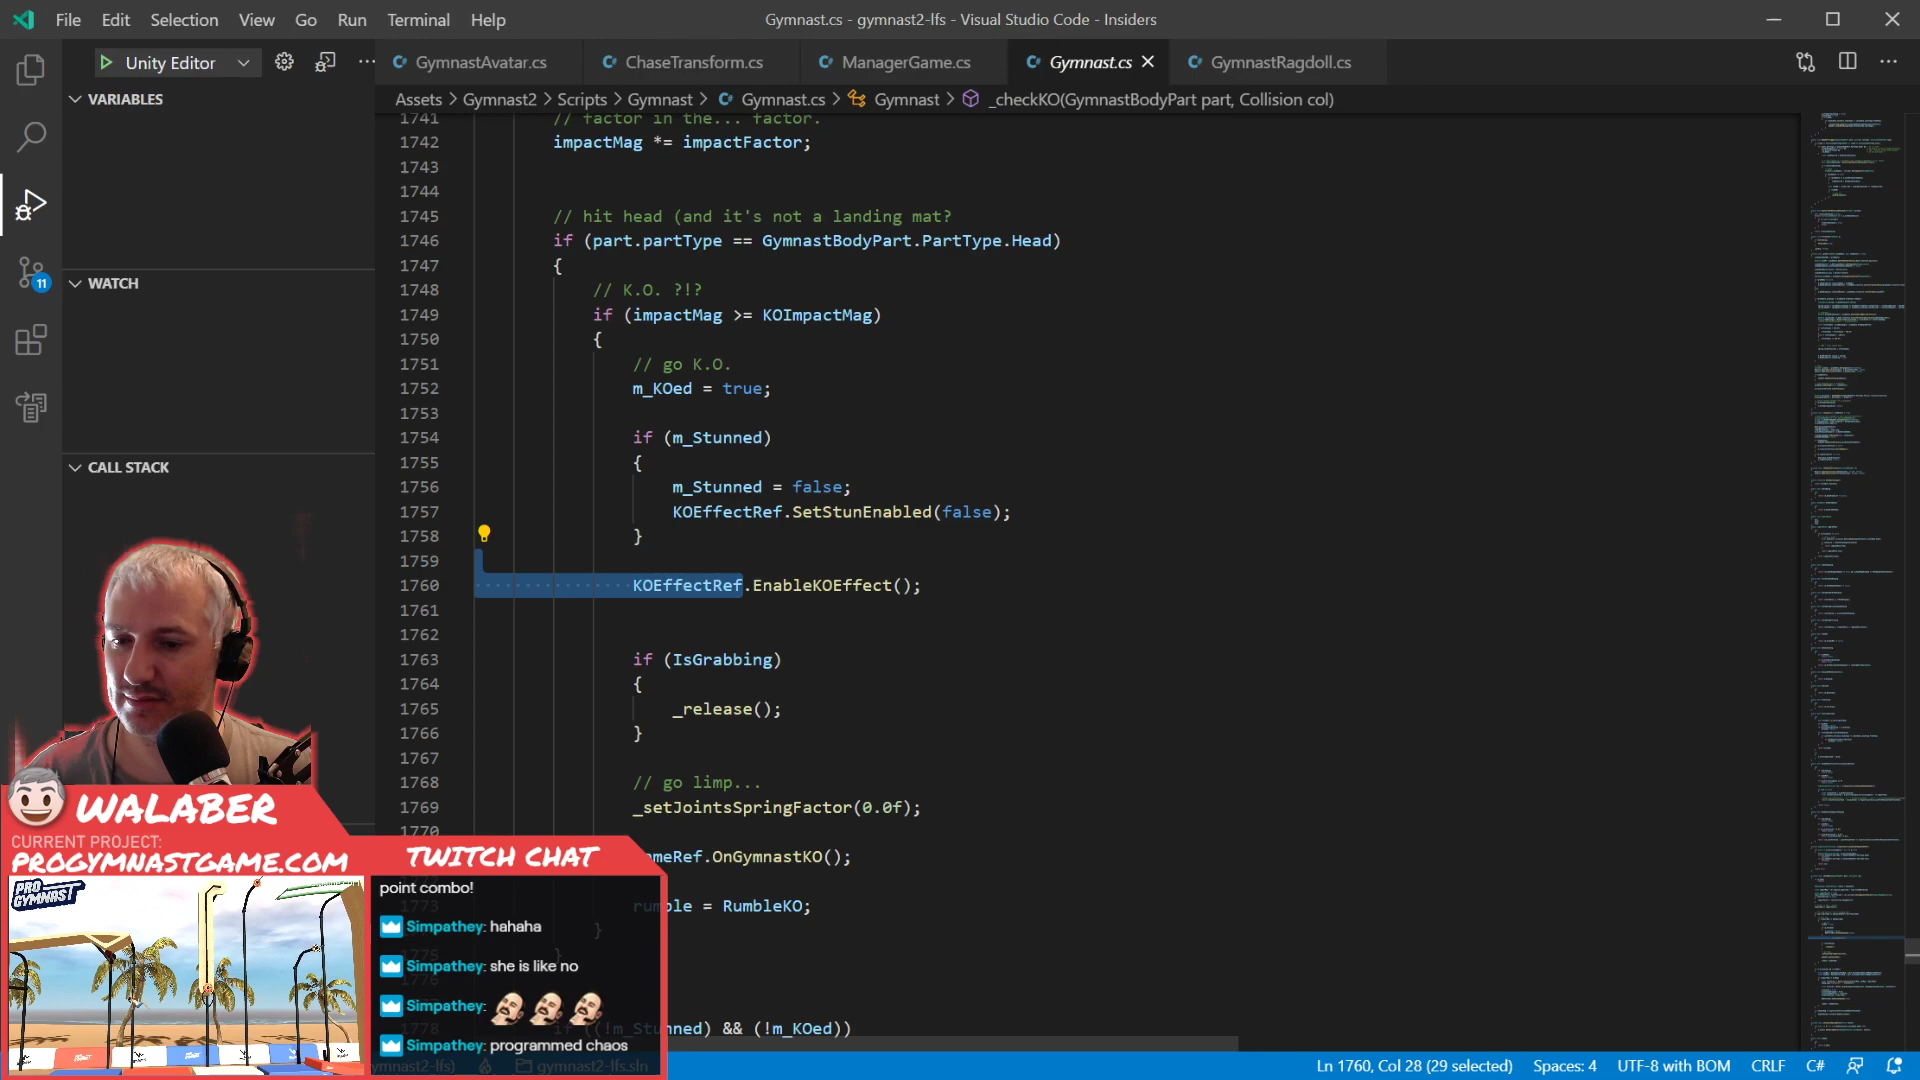 File Edit Selection View Go Run Terminal Help
Gymnast.cs - gymnast2-lfs - Visual Studio Code - Insiders
Unity Editor
GymnastAvatar.cs
ChaseTransform.cs
ManagerGame.cs
Gymnast.cs
GymnastRagdoll.cs
VARIABLES
Assets > Gymnast2 > Scripts > Gymnast > Gymnast.cs > Gymnast > _checkKO(GymnastBodyPart part, Collision col)
WATCH
11
CALL STACK
1741 // factor in the... factor.
1742 impactMag *= impactFactor;
1743
1744
1745 // hit head (and it's not a landing mat?
1746 if (part.partType == GymnastBodyPart.PartType.Head)
1747 {
1748 // K.O. ?!?
1749 if (impactMag >= KOImpactMag)
1750 {
1751 // go K.O.
1752 m_KOed = true;
1753
1754 if (m_Stunned)
1755 {
1756 m_Stunned = false;
1757 KOEffectRef.SetStunEnabled(false);
1758 }
1759
1760 KOEffectRef.EnableKOEffect();
1761
1762
1763 if (IsGrabbing)
1764 {
1765 _release();
1766 }
1767
1768 // go limp...
1769 _setJointsSpringFactor(0.0f);
1770
meRef.OnGymnastKO();
1773 rumble = RumbleKO;
}
1775 }
1778 if ((!m_Stunned) && (!m_KOed))
WALABER
CURRENT PROJECT:
PROGYMNASTGAME.COM
PRO
GYMNAST
TWITCH CHAT
point combo!
Simpathey: hahaha
Simpathey: she is like no
Simpathey:
Simpathey: programmed chaos
gymnast2-lfs.sln
Ln 1760, Col 28 (29 selected) Spaces: 4 UTF-8 with BOM CRLF C#